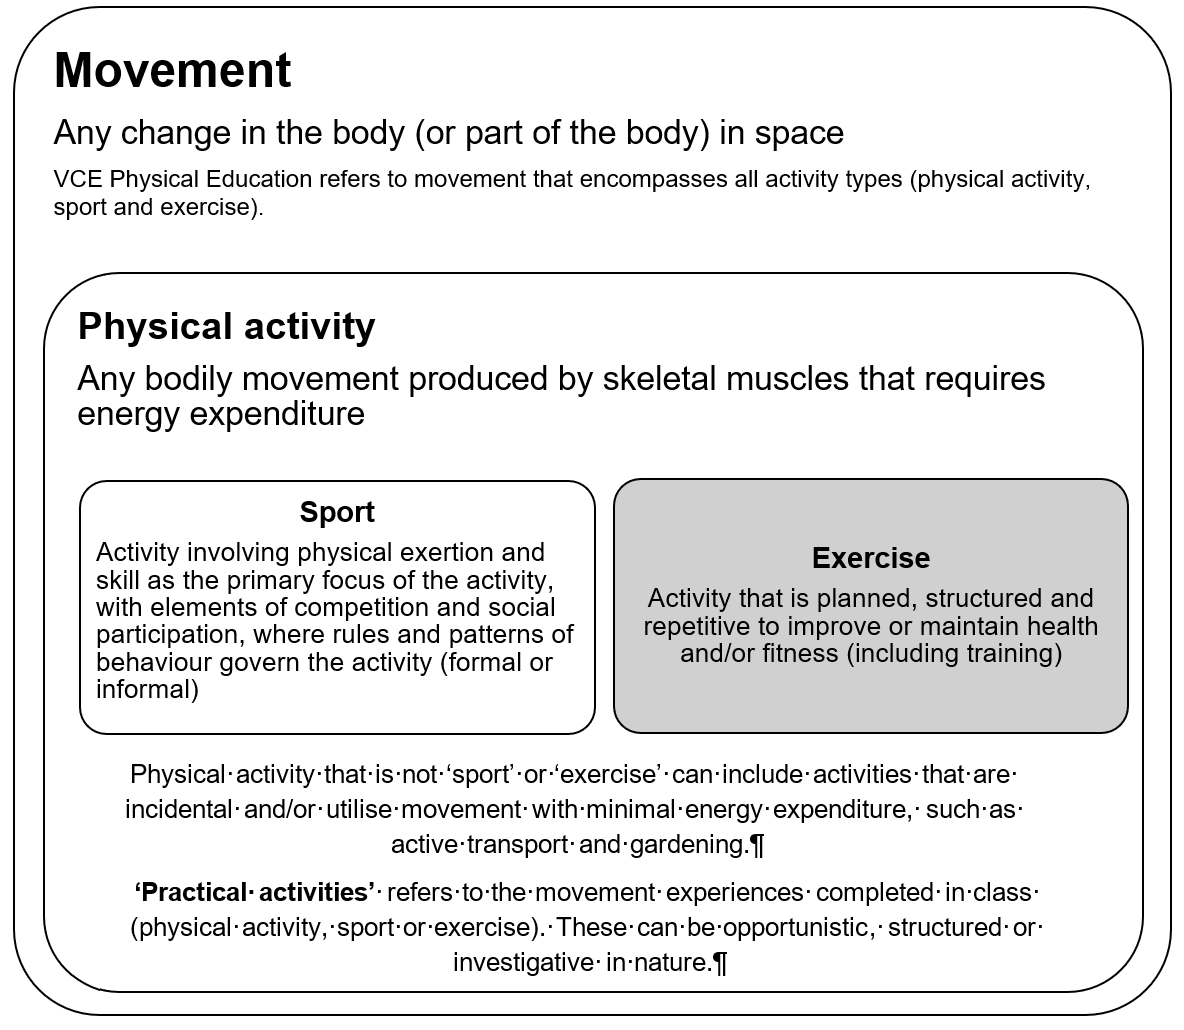 Movement
Any change in the body (or part of the body) in space
VCE Physical Education refers to movement that encompasses all activity types (physical activity,
sport and exercise).
Physical activity
Any bodily movement produced by skeletal muscles that requires
energy expenditure
Sport
Activity involving physical exertion and
skill as the primary focus of the activity,
with elements of competition and social
participation, where rules and patterns of
behaviour govern the activity (formal or
informal)
Exercise
Activity that is planned, structured and
repetitive to improve or maintain health
and/or fitness (including training)
Physical·activity·that·is·not·‘sport’·or·‘exercise’·can·include·activities·that·are·
incidental·and/or·utilise·movement·with·minimal·energy·expenditure,·such·as·
active·transport·and·gardening.¶
‘Practical·activities’·refers·to·the·movement·experiences·completed·in·class·
(physical·activity,·sport·or·exercise).·These·can·be·opportunistic,·structured·or·
investigative·in·nature.¶